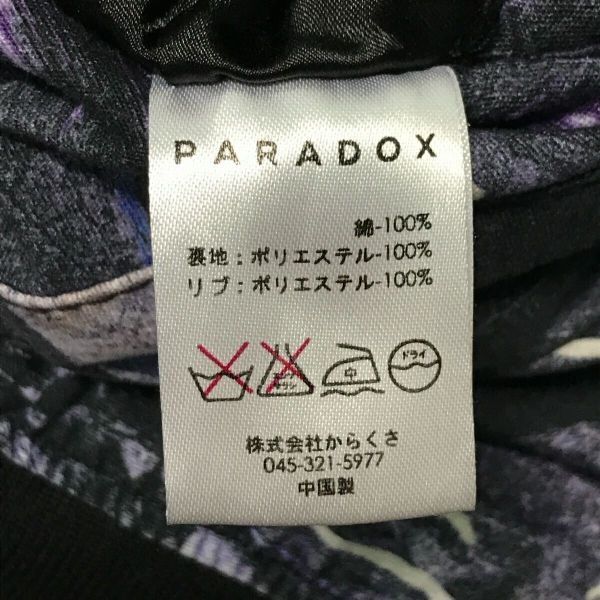 PARADOX
綿-100%
裏地：ポリエステル-100%
リブ：ポリエステル-100%
中 ドライ
株式会社からくさ
045-321-5977
中国製